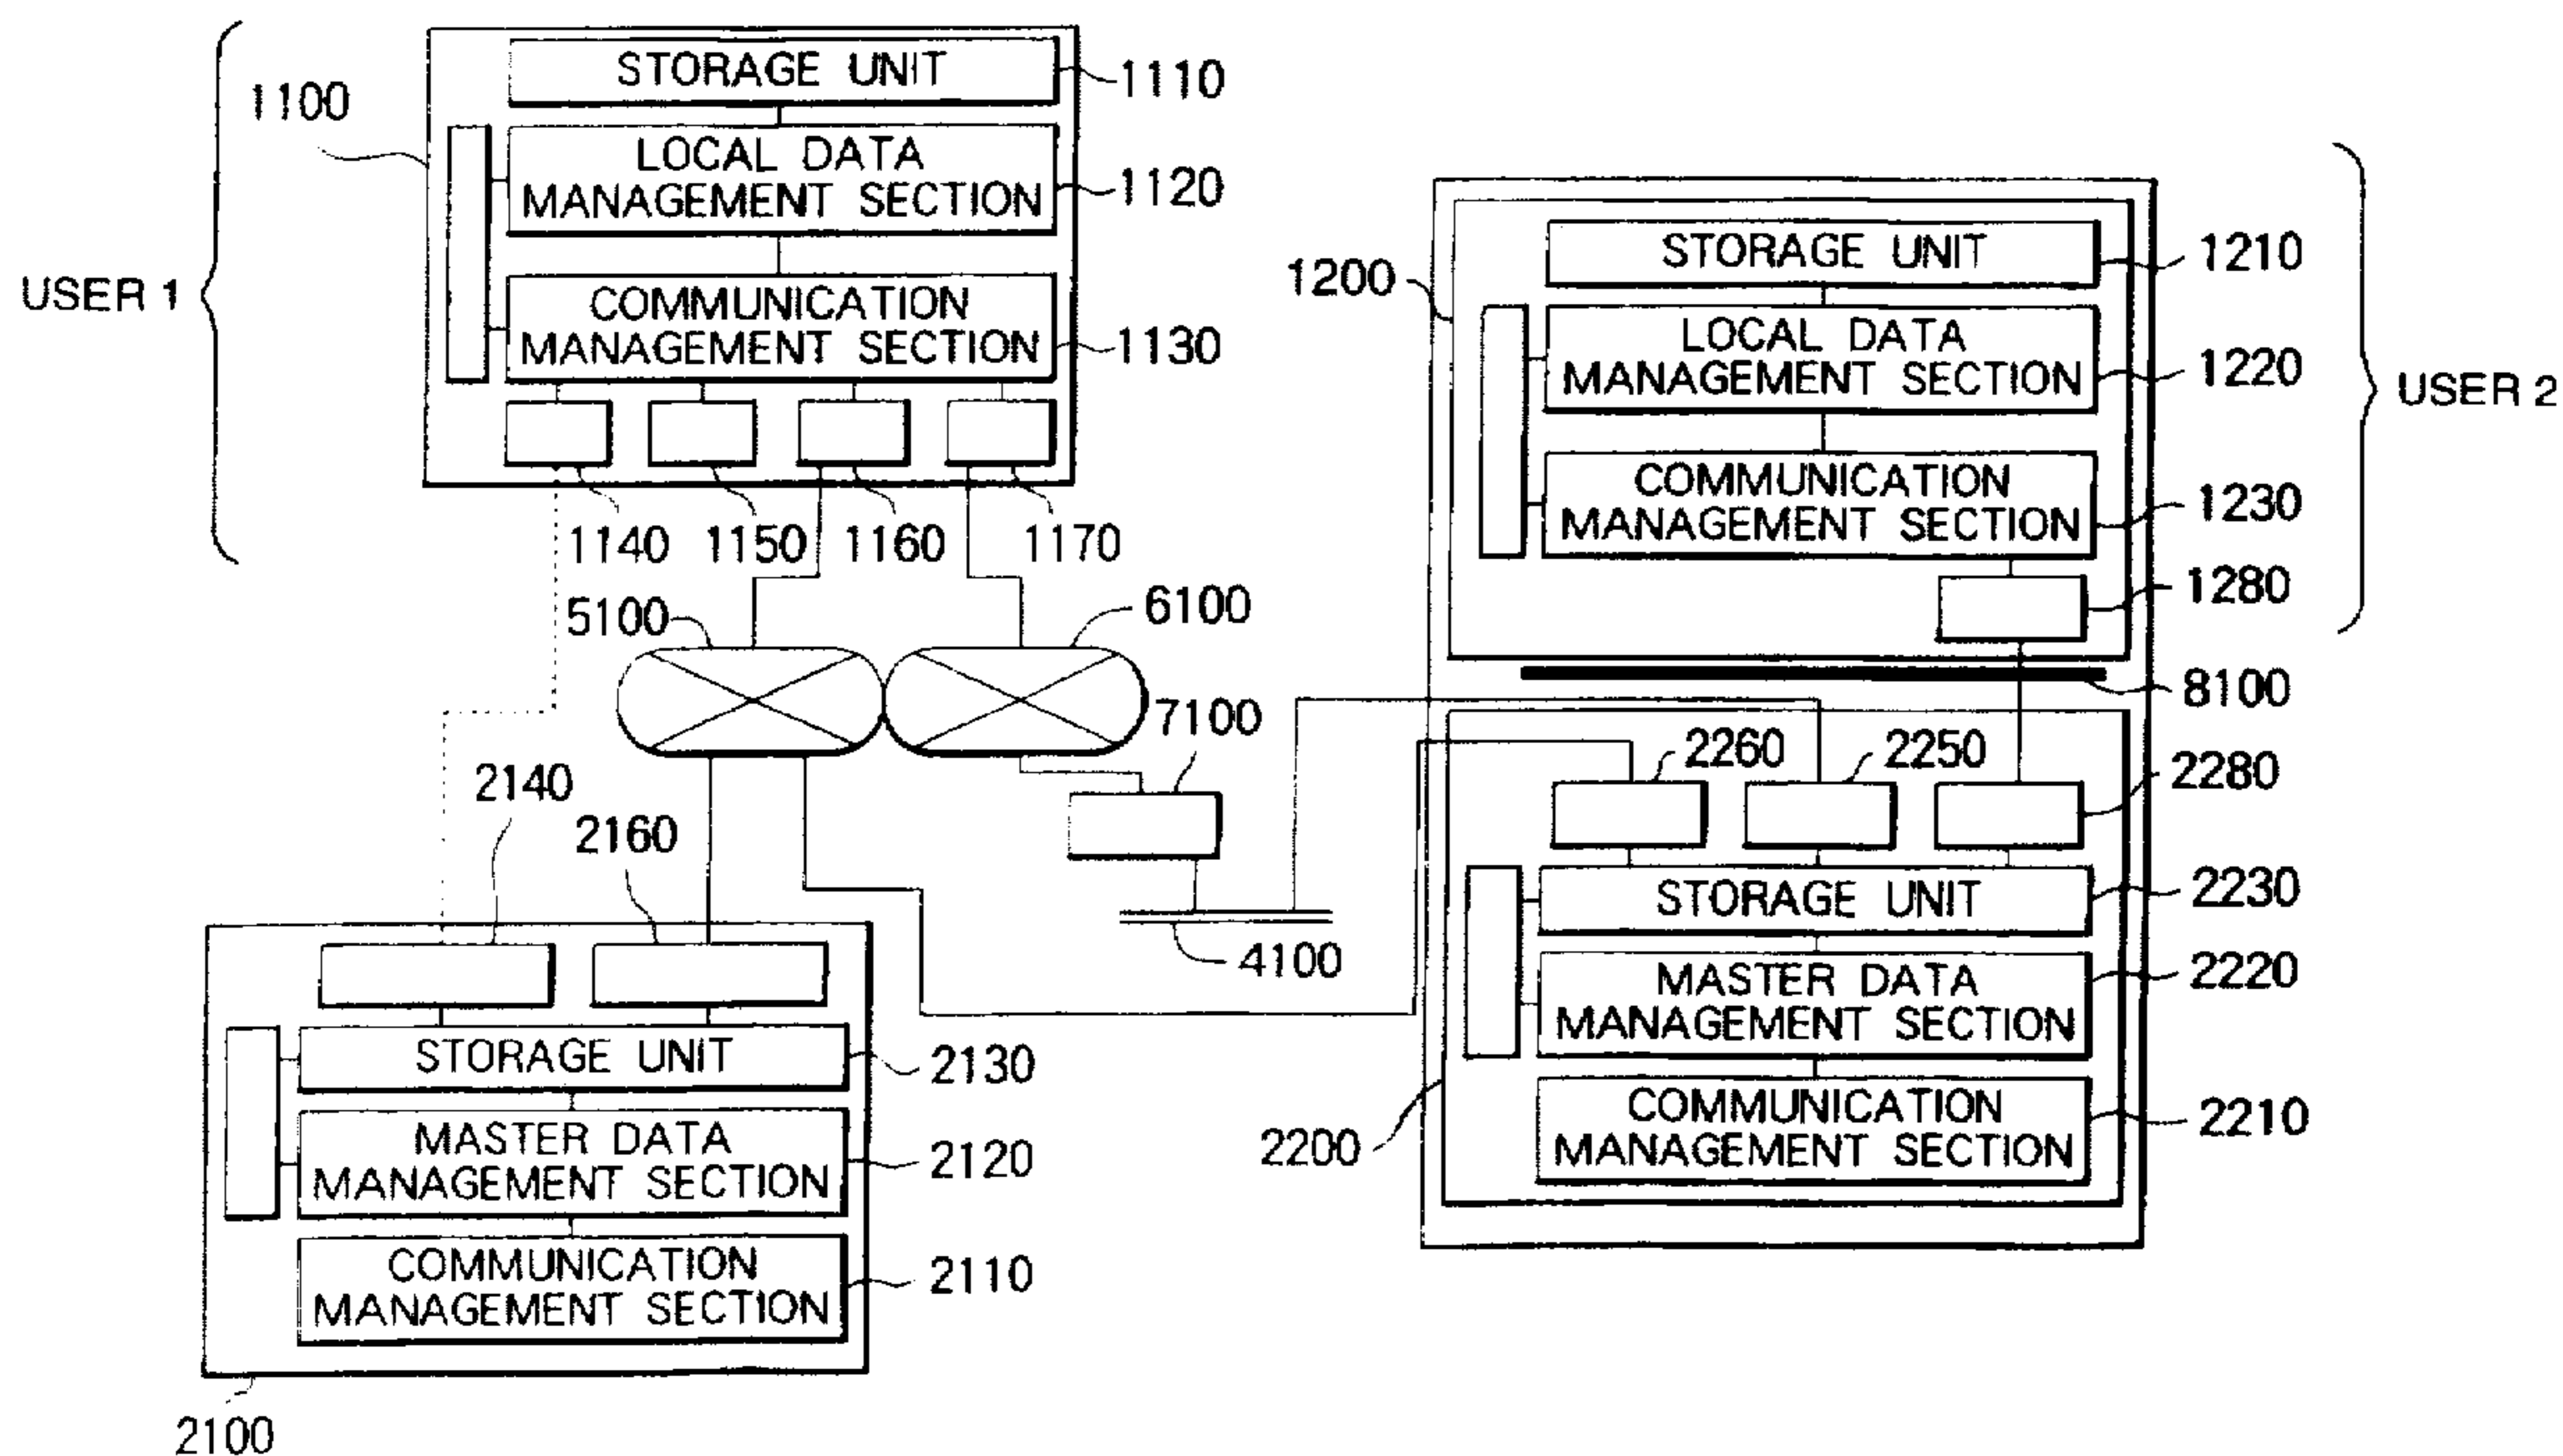 USER 1
1100
STORAGE UNIT
1110
LOCAL DATA
MANAGEMENT SECTION
1120
COMMUNICATION
MANAGEMENT SECTION
1130
1140
1150
1160
1170
USER 2
1200
STORAGE UNIT
1210
LOCAL DATA
MANAGEMENT SECTION
1220
COMMUNICATION
MANAGEMENT SECTION
1230
1280
8100
5100
6100
7100
4100
2140
2160
STORAGE UNIT
2130
MASTER DATA
MANAGEMENT SECTION
2120
COMMUNICATION
MANAGEMENT SECTION
2110
2100
2260
2250
2280
STORAGE UNIT
2230
MASTER DATA
MANAGEMENT SECTION
2220
COMMUNICATION
MANAGEMENT SECTION
2210
2200